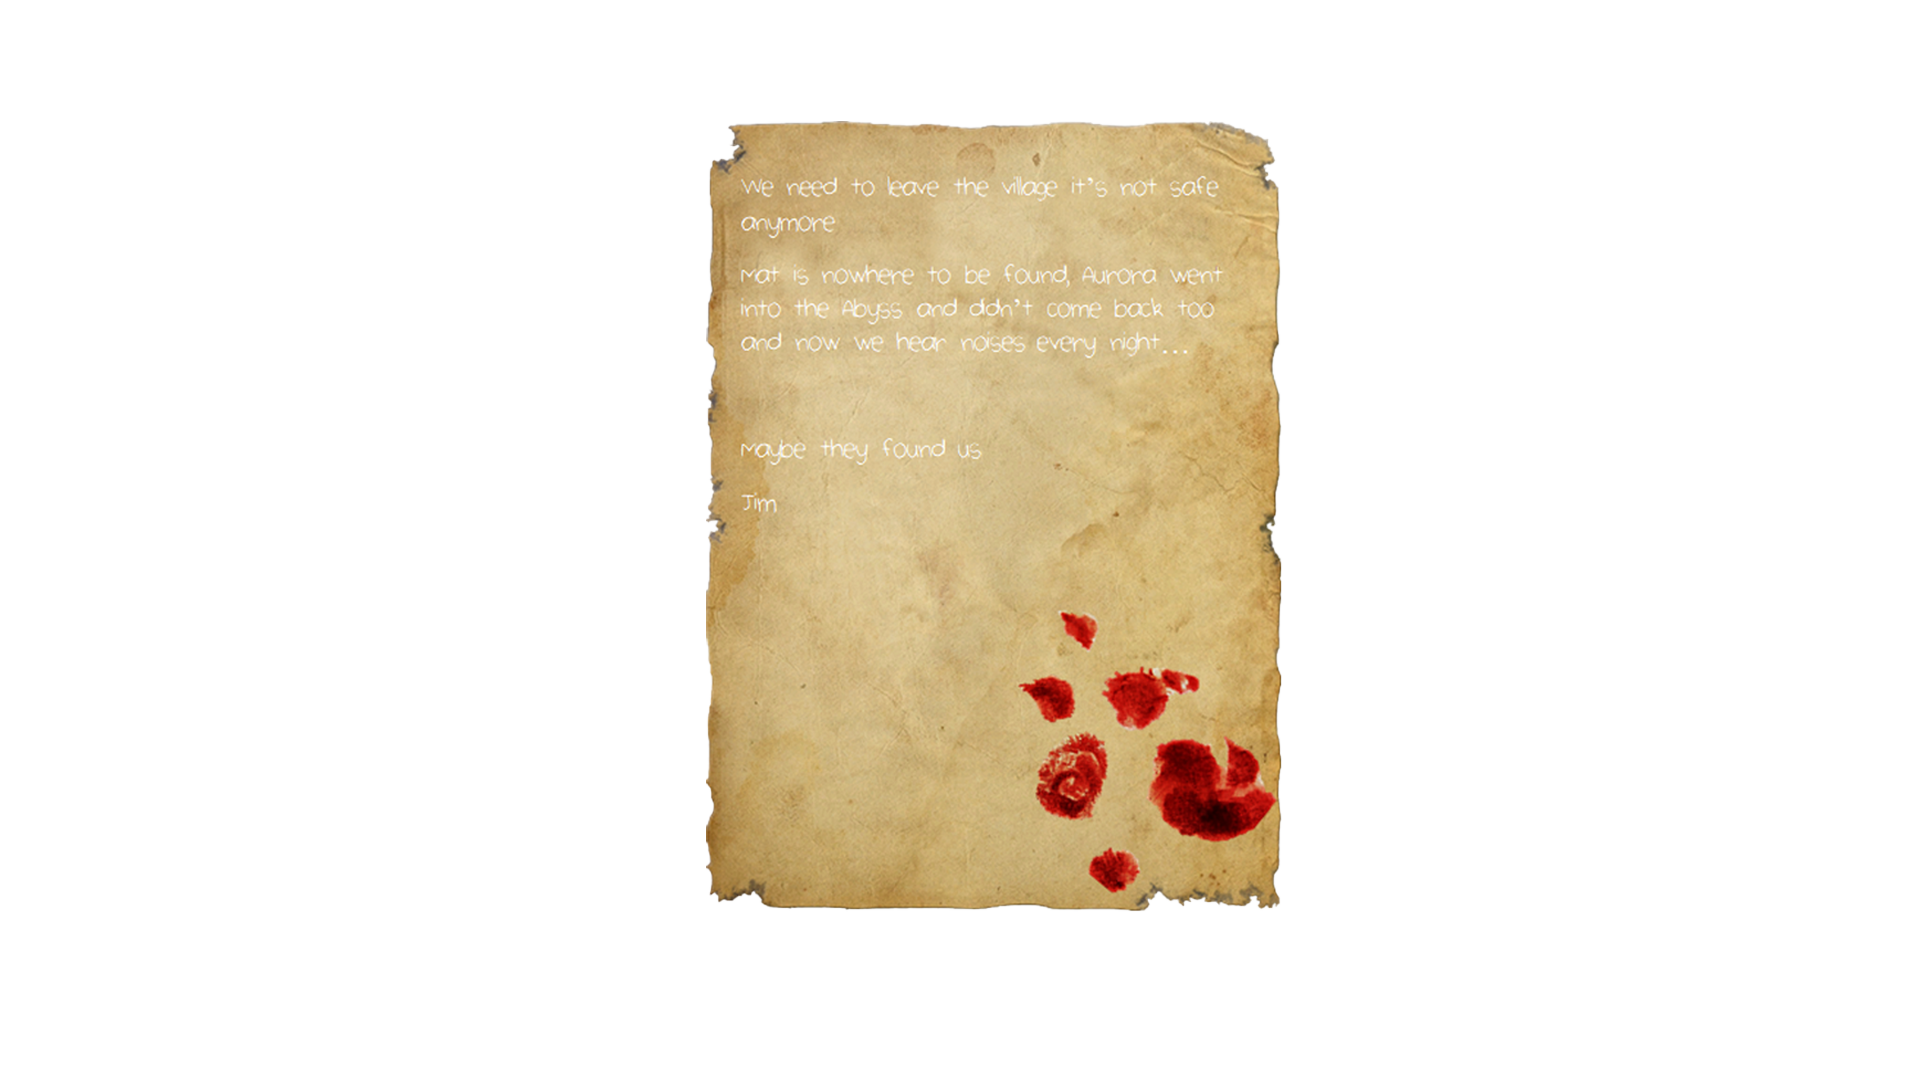 We need to leave the village it's not safe
anymore
Mat is nowhere to be found, Aurora went
into the Abyss and didn't come back too
and now we hear noises every night...
Maybe they found us
Jim